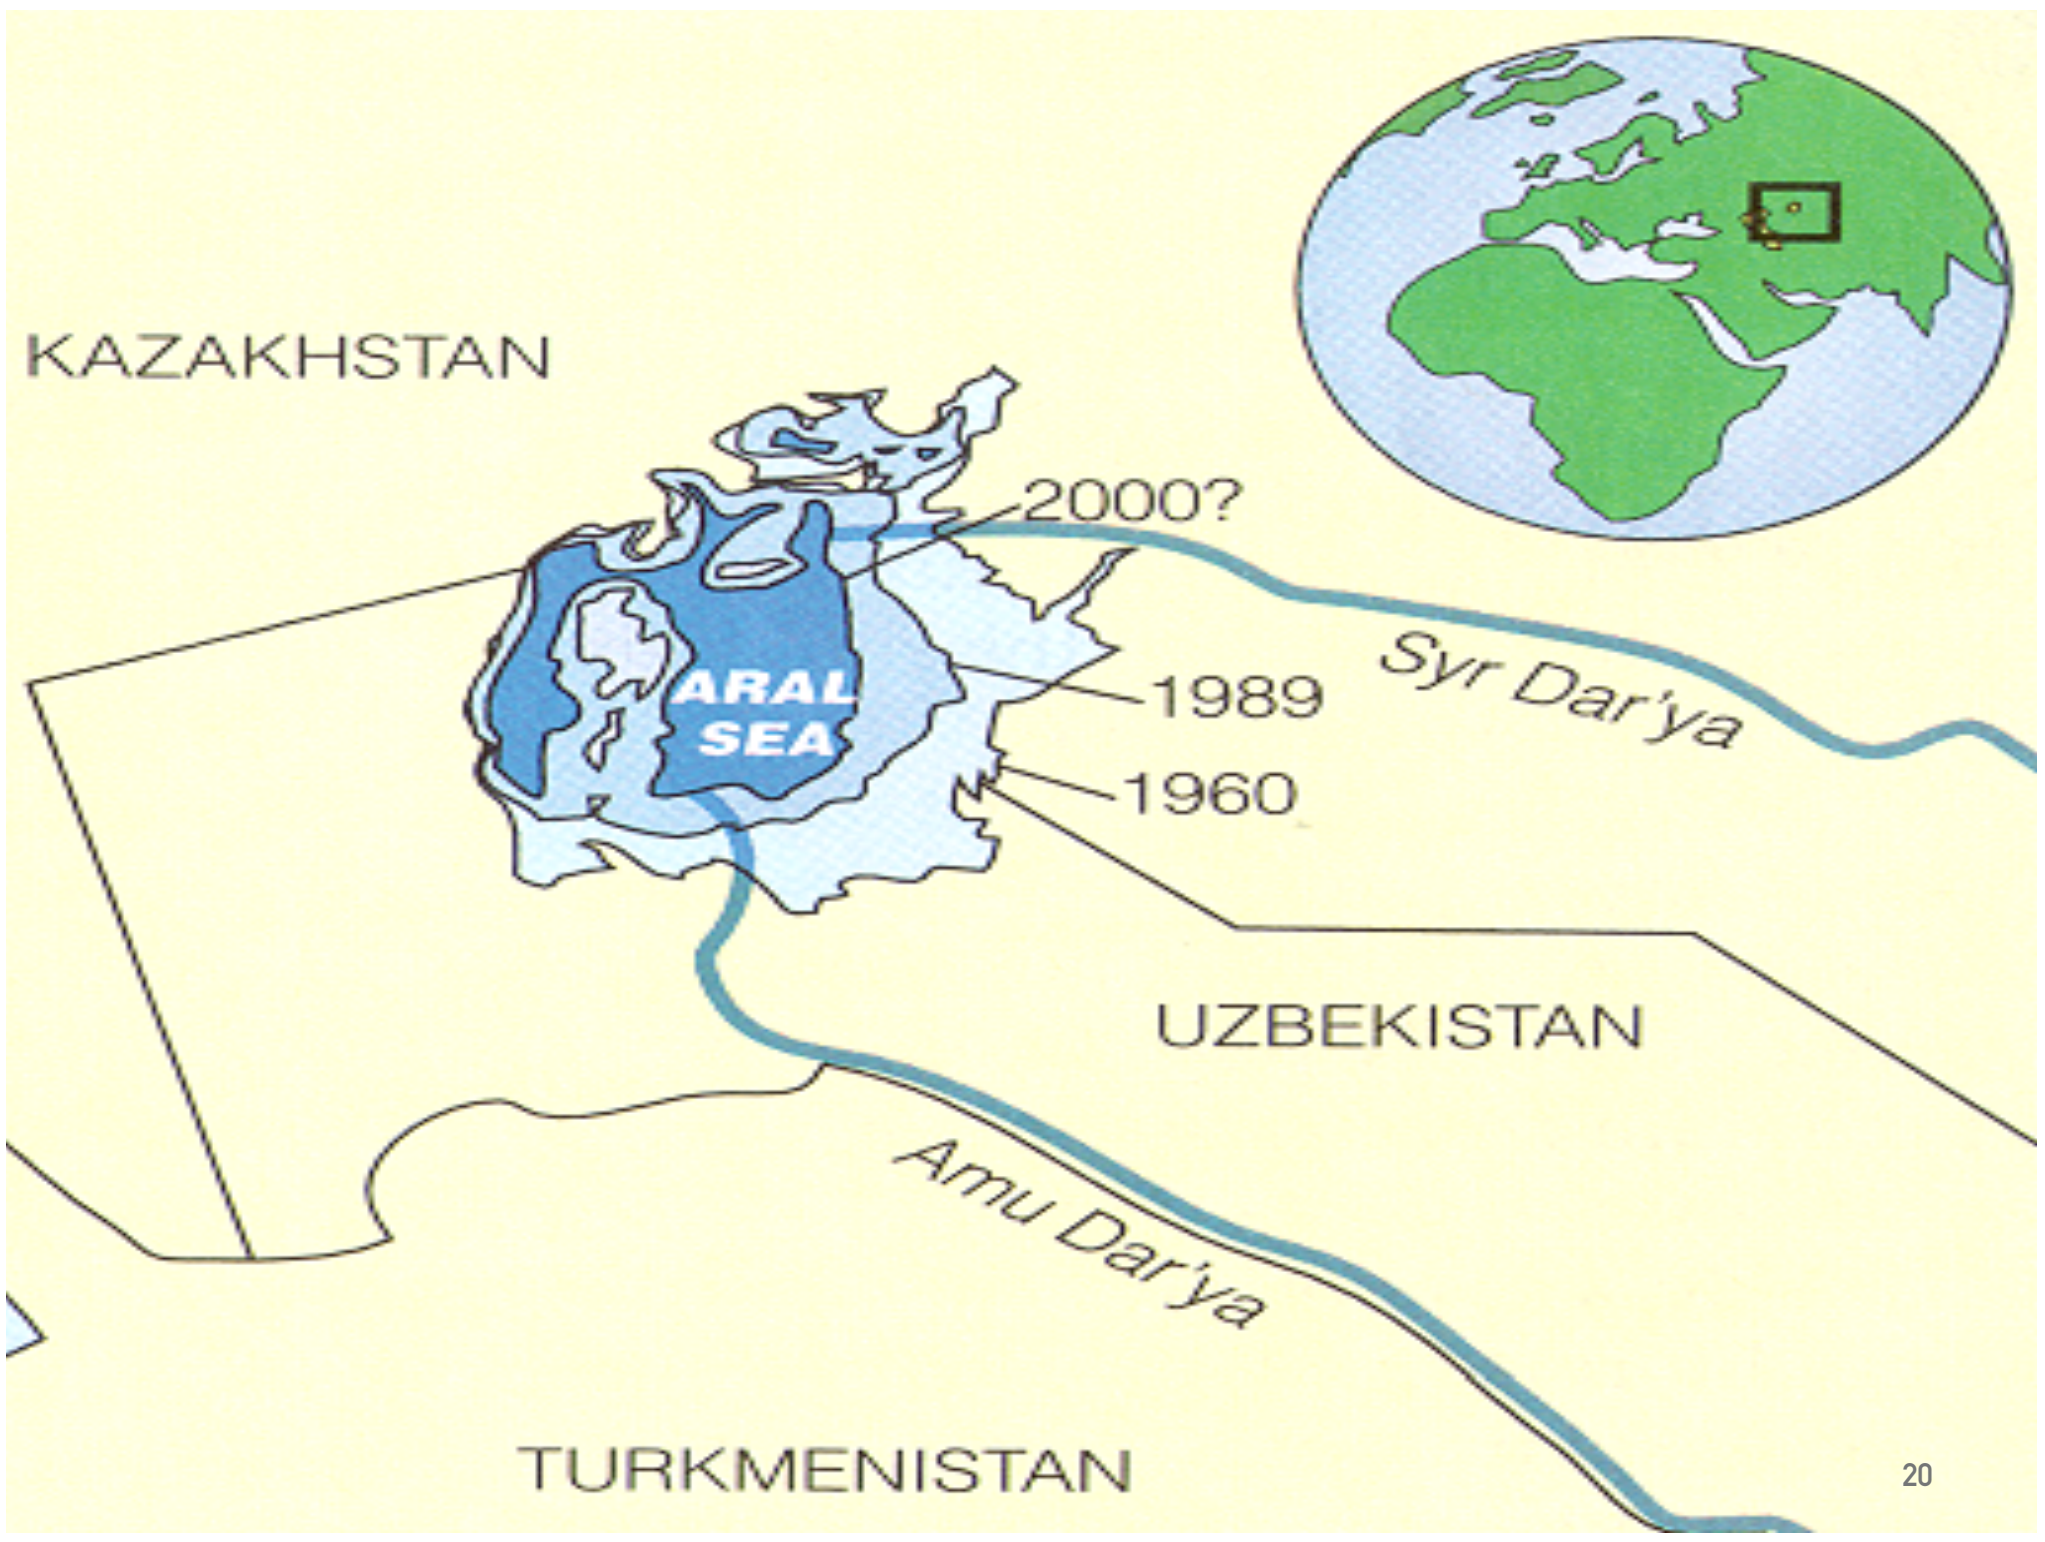 KAZAKHSTAN
2000?
Syr Dar'ya
ARAL
SEA
1989
1960
UZBEKISTAN
Amu Dar'ya
TURKMENISTAN
20